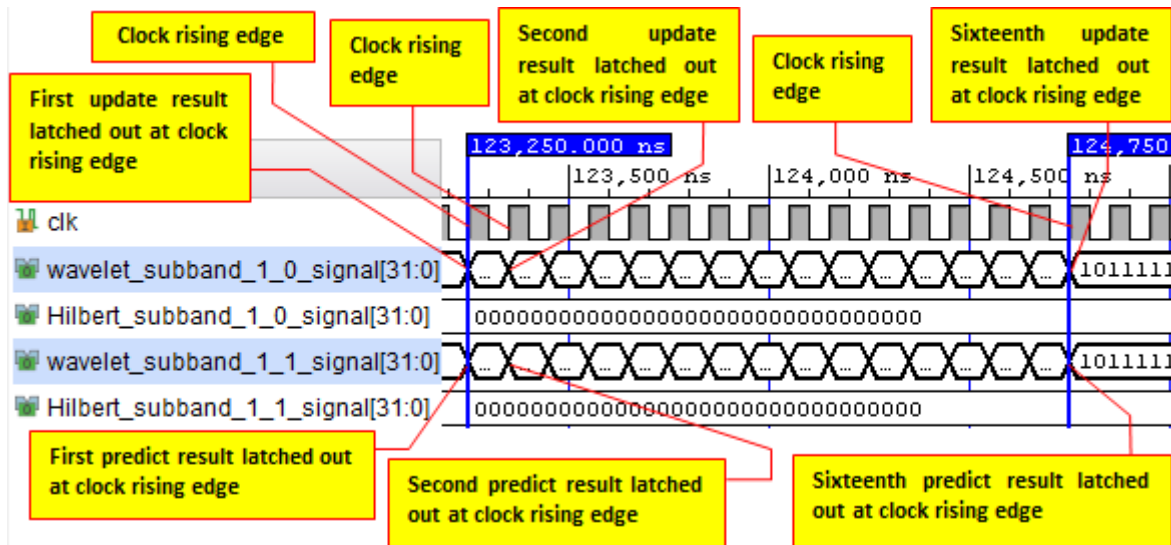 Clock rising edge
Clock rising
edge
Second update
result latched out
at clock rising edge
Clock rising
edge
Sixteenth update
result latched out
at clock rising edge
First update result
latched out at clock
rising edge
123,250.000 ns
124,750
123,500 ns
124,000 ns
124,500 ns
clk
wavelet_subband_1_0_signal[31:0]
... ... ... ... ... ... ... ... ... ... ... ... ... ... ... 1011111
Hilbert_subband_1_0_signal[31:0]
00000000000000000000000000000000
wavelet_subband_1_1_signal[31:0]
... ... ... ... ... ... ... ... ... ... ... ... ... ... ... 1011111
Hilbert_subband_1_1_signal[31:0]
00000000000000000000000000000000
First predict result latched out
at clock rising edge
Second predict result latched
out at clock rising edge
Sixteenth predict result latched
out at clock rising edge